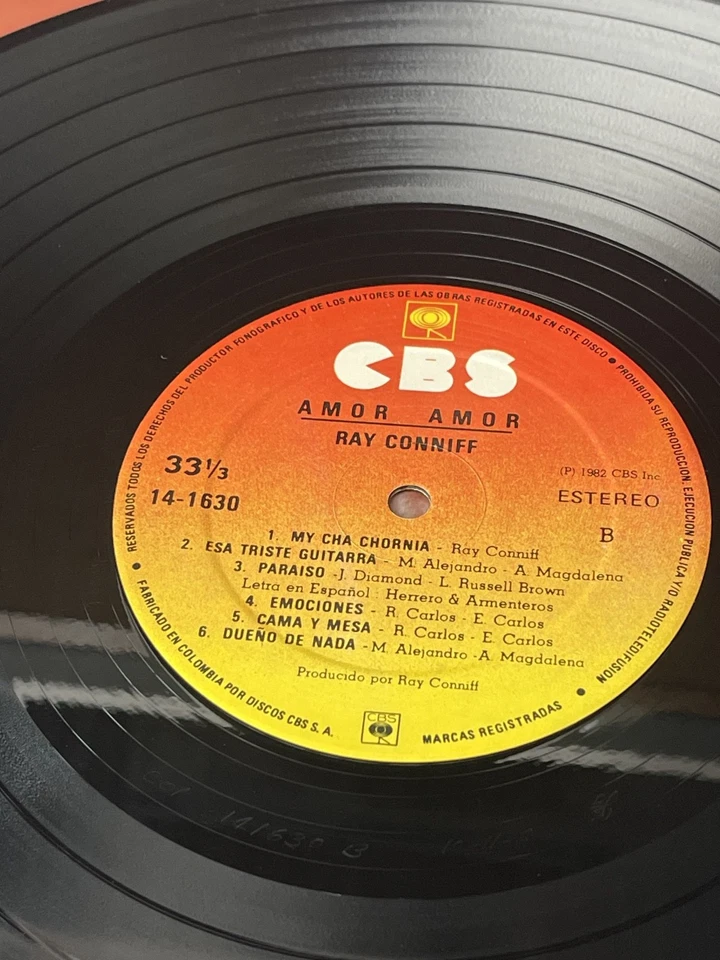 RESERVADOS TODOS LOS DERECHOS DEL PRODUCTOR FONOGRAFICO Y DE LOS AUTORES DE LAS OBRAS REGISTRADAS EN ESTE DISCO • PROHIBIDA SU REPRODUCCION, EJECUCION PUBLICA Y/O RADIOTELEDIFUSION
CBS
AMOR AMOR
RAY CONNIFF
33⅓
(P) 1982 CBS Inc
14-1630
ESTEREO
B
1. MY CHA CHORNIA - Ray Conniff
2. ESA TRISTE GUITARRA - M. Alejandro - A. Magdalena
3. PARAISO - J. Diamond - L. Russell Brown
Letra en Español: Herrero & Armenteros
4. EMOCIONES - R. Carlos - E. Carlos
5. CAMA Y MESA - R. Carlos - E. Carlos
6. DUEÑO DE NADA - M. Alejandro - A. Magdalena
Producido por Ray Conniff
• FABRICADO EN COLOMBIA POR DISCOS CBS S.A.
CBS
MARCAS REGISTRADAS •